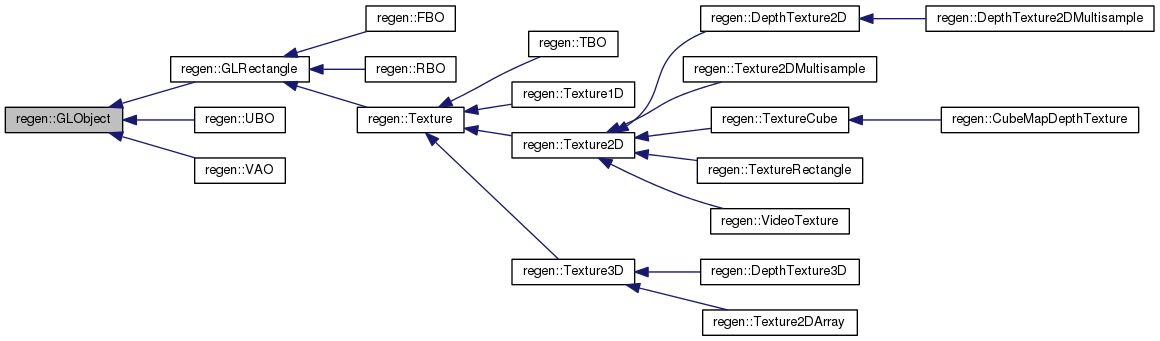 regen::GLObject
regen::GLRectangle
regen::UBO
regen::VAO
regen::FBO
regen::RBO
regen::Texture
regen::TBO
regen::Texture1D
regen::Texture2D
regen::Texture3D
regen::DepthTexture2D
regen::Texture2DMultisample
regen::TextureCube
regen::TextureRectangle
regen::VideoTexture
regen::DepthTexture3D
regen::Texture2DArray
regen::DepthTexture2DMultisample
regen::CubeMapDepthTexture